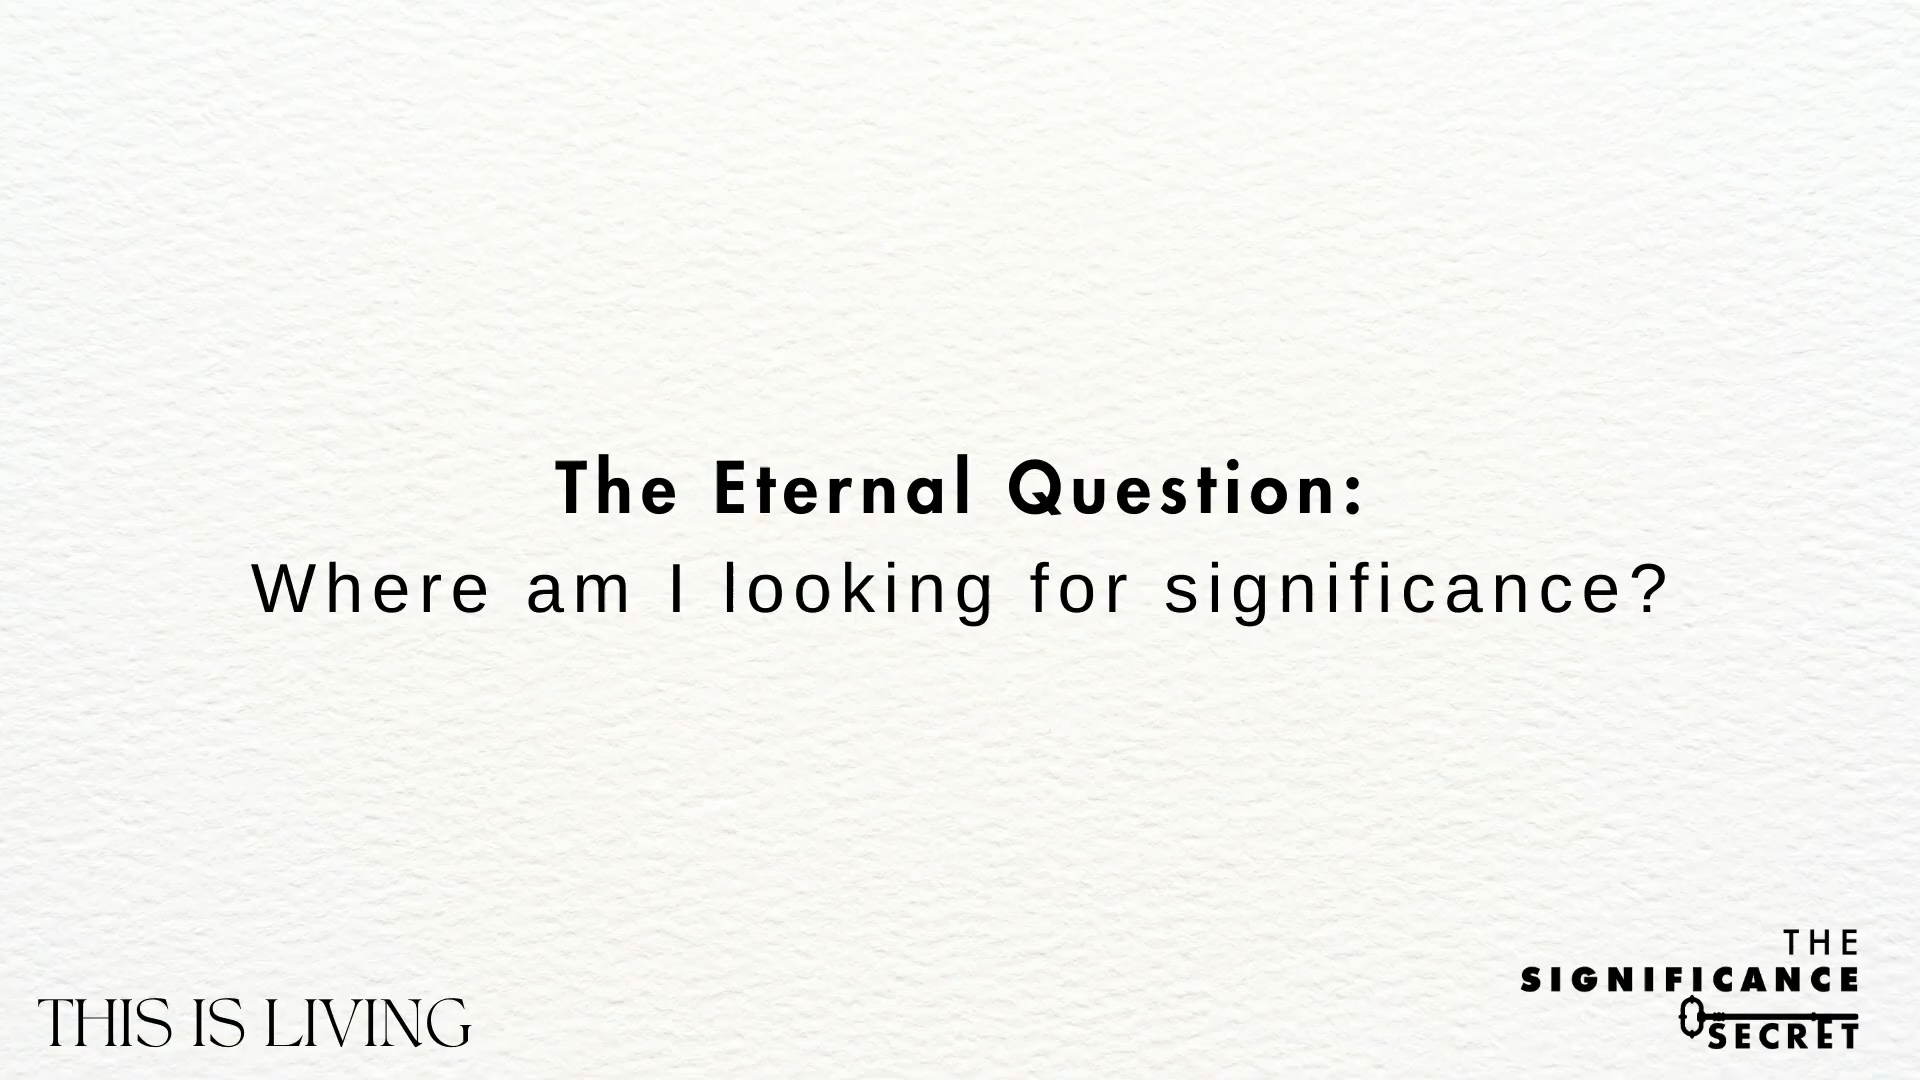 The Eternal Question:
Where am I looking for significance?
THIS IS LIVING
THE
SIGNIFICANCE
SECRET